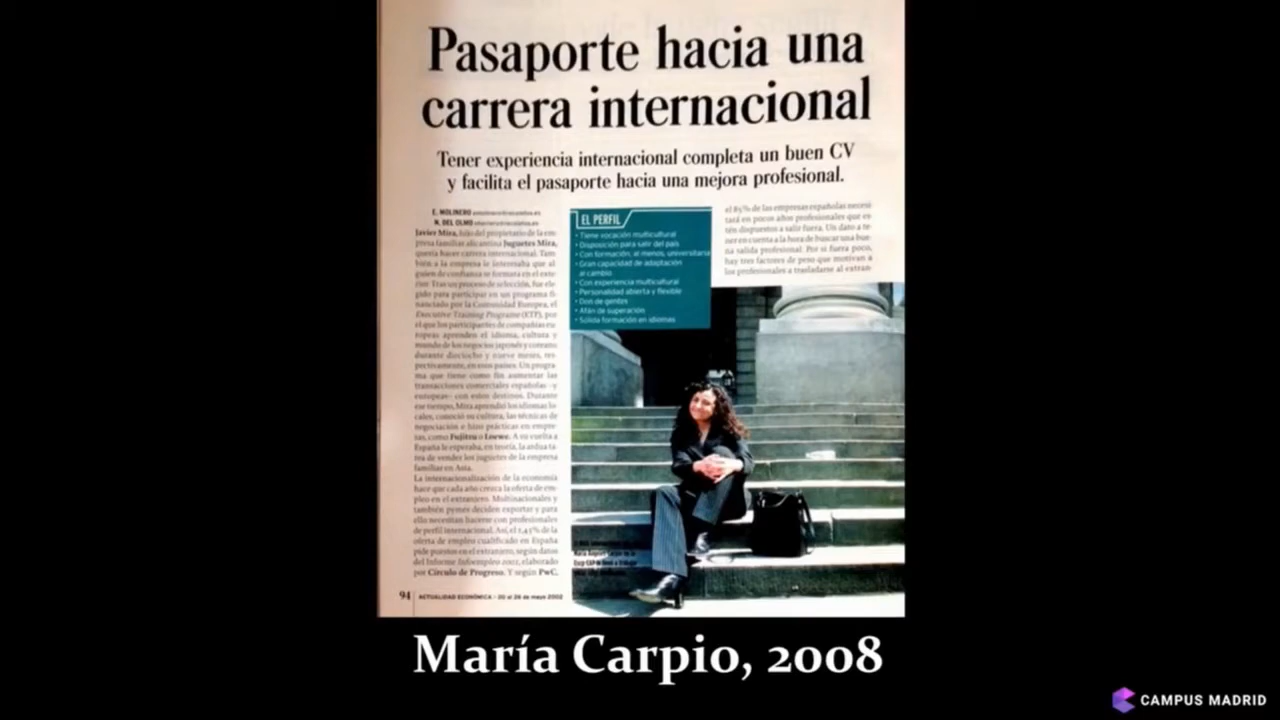 Pasaporte hacia una
carrera internacional
Tener experiencia internacional completa un buen CV
y facilita el pasaporte hacia una mejora profesional.
E. MOLINERO
N. DEL OLMO
Javier Mira, hijo del propietario de la em-
presa familiar alicantina Juguetes Mira,
quería hacer carrera internacional. Tam-
bién a la empresa le interesaba que al-
guien de confianza se formara en el exte-
rior. Tras un proceso de selección, fue ele-
gido para participar en un programa fi-
nanciado por la Comunidad Europea, el
Executive Training Programe (ETP), por
el que los participantes de compañías eu-
ropeas aprenden el idioma, cultura y
mundo de los negocios japonés y coreano
durante dieciocho y nueve meses, res-
pectivamente, en esos países. Un progra-
ma que tiene como fin aumentar las
transacciones comerciales españolas -y
europeas- con estos destinos. Durante
ese tiempo, Mira aprendió los idiomas lo-
cales, conoció su cultura, las técnicas de
negociación e hizo prácticas en empre-
sas, como Fujitsu o Loewe. A su vuelta a
España le esperaba, en teoría, la ardua ta-
rea de vender los juguetes de la empresa
familiar en Asia.
La internacionalización de la economía
hace que cada año crezca la oferta de em-
pleo en el extranjero. Multinacionales y
también pymes deciden exportar y para
ello necesitan hacerse con profesionales
de perfil internacional. Así, el 1,45% de la
oferta de empleo cualificado en España
pide puestos en el extranjero, según datos
del Informe Infoempleo 2002, elaborado
por Círculo de Progreso. Y según PwC,
EL PERFIL
• Tiene vocación multicultural
• Disposición para salir del país
• Con formación, al menos, universitaria
• Gran capacidad de adaptación
al cambio
• Con experiencia multicultural
• Personalidad abierta y flexible
• Don de gentes
• Afán de superación
• Sólida formación en idiomas
el 85% de las empresas españolas necesi-
tará en pocos años profesionales que es-
tén dispuestos a salir fuera. Un dato a te-
ner en cuenta a la hora de buscar una bue-
na salida profesional. Por si fuera poco,
hay tres factores de peso que motivan a
los profesionales a trasladarse al extran-
94 ACTUALIDAD ECONÓMICA - 20 al 26 de mayo 2002
María Carpio, 2008
CAMPUS MADRID